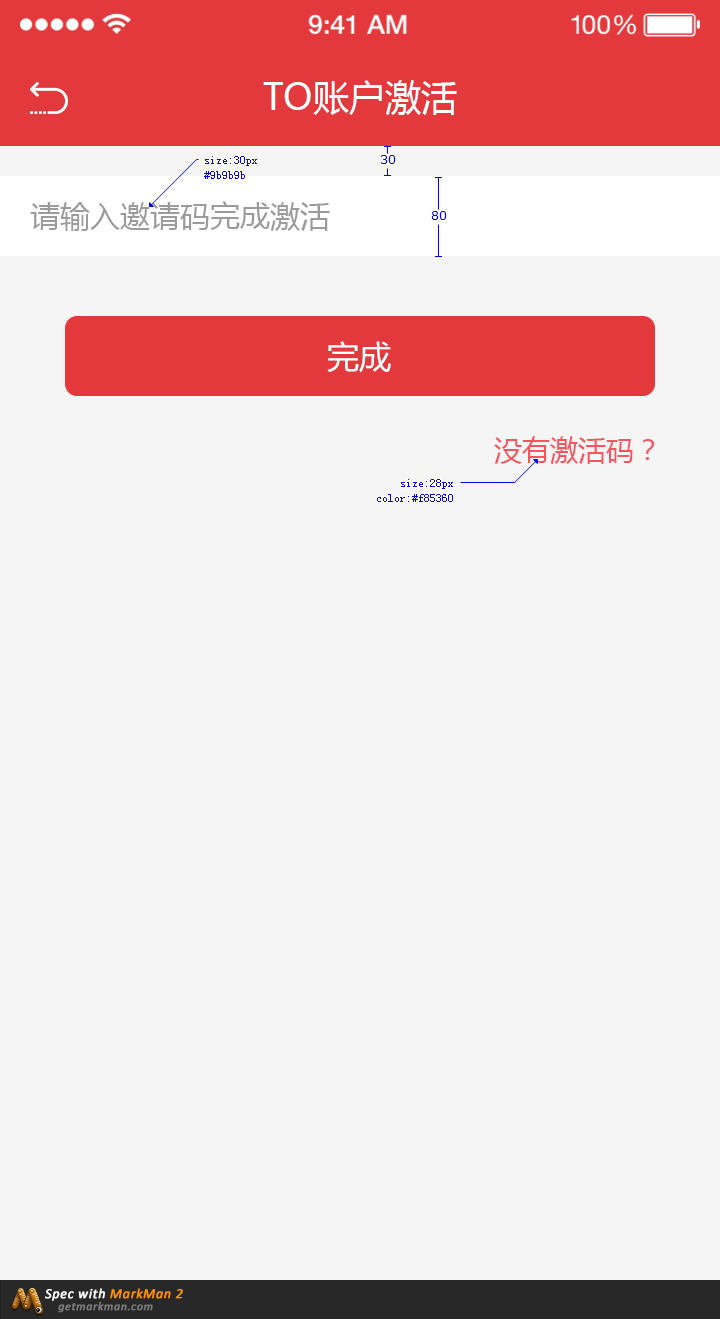 9:41 AM 100%
TO账户激活
size:30px 30
#9b9b9b
请输入邀请码完成激活 80
完成
没有激活码？
size:28px
color:#f85360
Spec with MarkMan 2
getmarkman.com